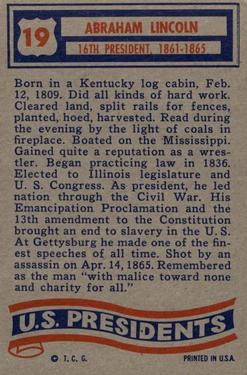 19
ABRAHAM LINCOLN
16TH PRESIDENT, 1861-1865
Born in a Kentucky log cabin, Feb.
12, 1809. Did all kinds of hard work.
Cleared land, split rails for fences,
planted, hoed, harvested. Read during
the evening by the light of coals in
fireplace. Boated on the Mississippi.
Gained quite a reputation as a wres-
tler. Began practicing law in 1836.
Elected to Illinois legislature and
U. S. Congress. As president, he led
nation through the Civil War. His
Emancipation Proclamation and the
13th amendment to the Constitution
brought an end to slavery in the U. S.
At Gettysburg he made one of the fin-
est speeches of all time. Shot by an
assassin on Apr. 14, 1865. Remembered
as the man "with malice toward none
and charity for all."
U.S. PRESIDENTS
© T. C. G. PRINTED IN U.S.A.